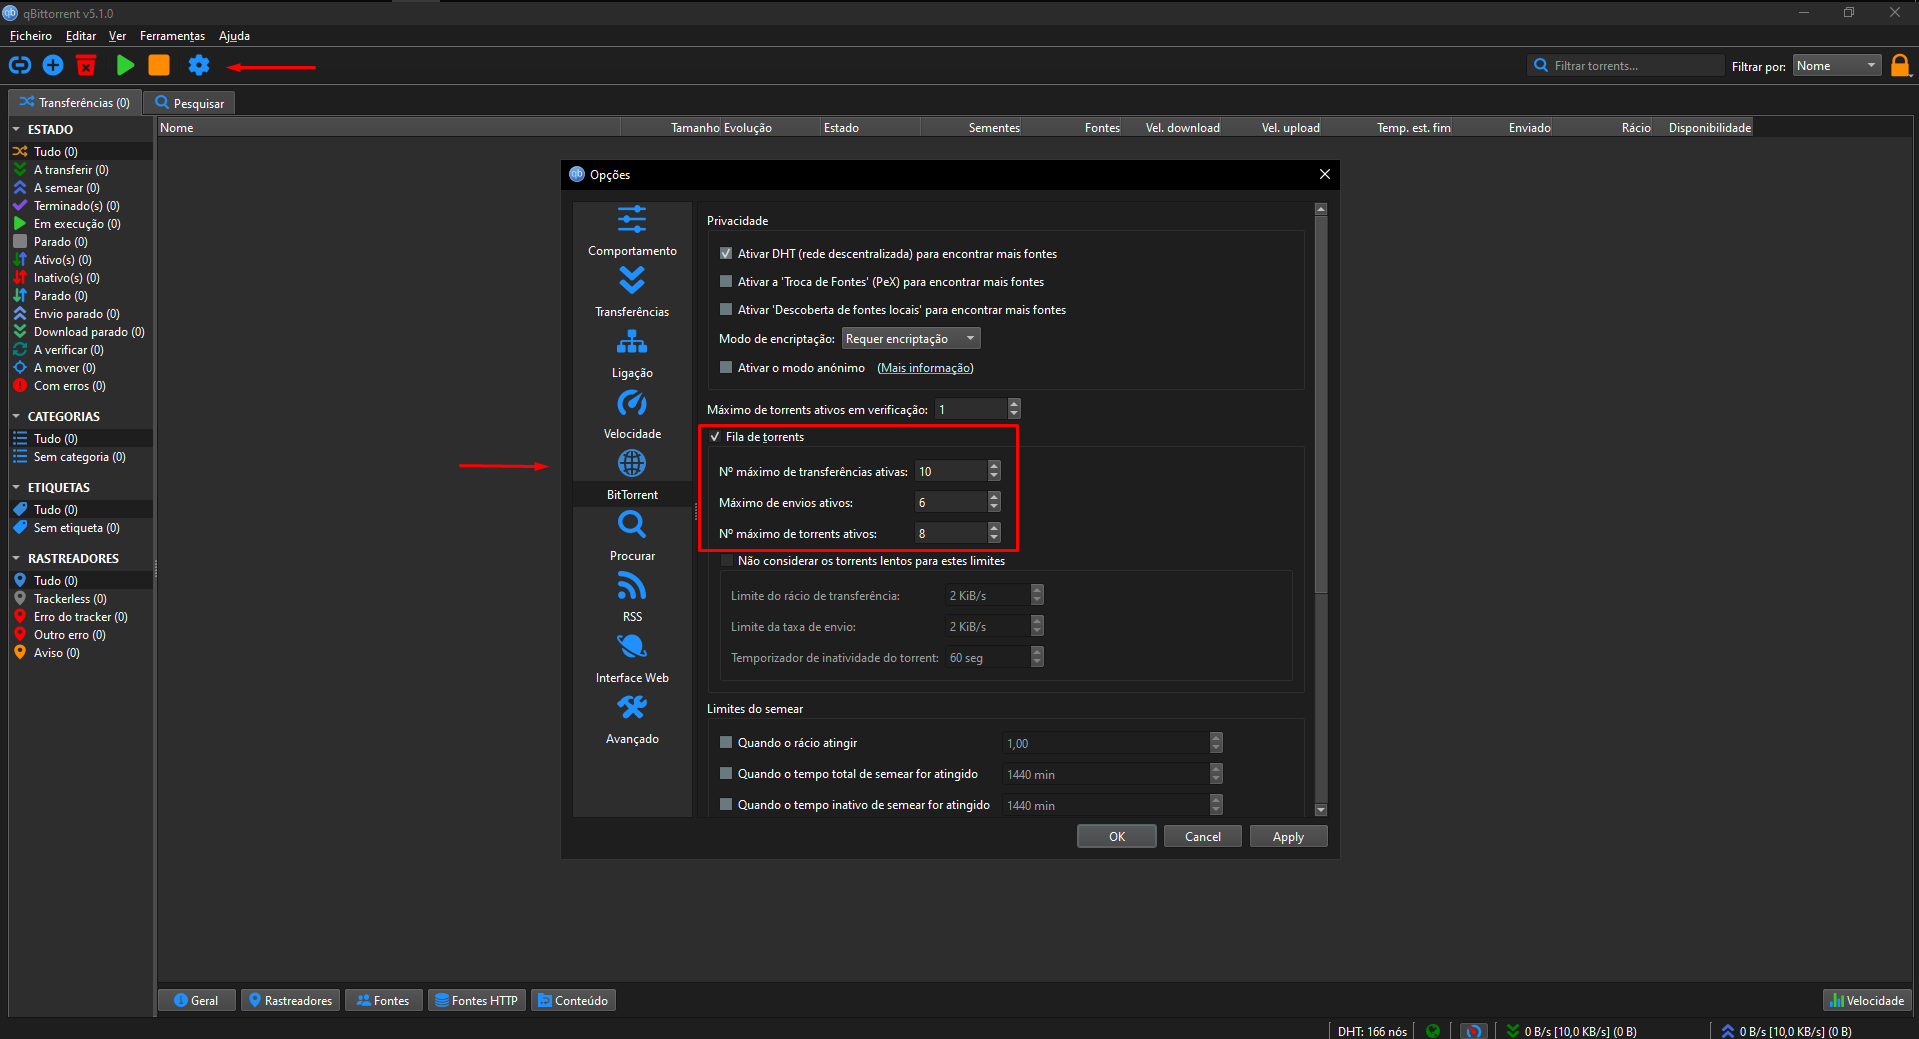 qBittorrent v5.1.0
Ficheiro Editar Ver Ferramentas Ajuda
Filtrar torrents... Filtrar por: Nome
Transferências (0) Pesquisar
Nome Tamanho Evolução Estado Sementes Fontes Vel. download Vel. upload Temp. est. fim Enviado Rácio Disponibilidade
ESTADO
Tudo (0)
A transferir (0)
A semear (0)
Terminado(s) (0)
Em execução (0)
Parado (0)
Ativo(s) (0)
Inativo(s) (0)
Parado (0)
Envio parado (0)
Download parado (0)
A verificar (0)
A mover (0)
Com erros (0)
CATEGORIAS
Tudo (0)
Sem categoria (0)
ETIQUETAS
Tudo (0)
Sem etiqueta (0)
RASTREADORES
Tudo (0)
Trackerless (0)
Erro do tracker (0)
Outro erro (0)
Aviso (0)
Opções
Comportamento
Transferências
Ligação
Velocidade
BitTorrent
Procurar
RSS
Interface Web
Avançado
Privacidade
Ativar DHT (rede descentralizada) para encontrar mais fontes
Ativar a 'Troca de Fontes' (PeX) para encontrar mais fontes
Ativar 'Descoberta de fontes locais' para encontrar mais fontes
Modo de encriptação: Requer encriptação
Ativar o modo anónimo (Mais informação)
Máximo de torrents ativos em verificação: 1
Fila de torrents
Nº máximo de transferências ativas: 10
Máximo de envios ativos: 6
Nº máximo de torrents ativos: 8
Não considerar os torrents lentos para estes limites
Limite do rácio de transferência: 2 KiB/s
Limite da taxa de envio: 2 KiB/s
Temporizador de inatividade do torrent: 60 seg
Limites do semear
Quando o rácio atingir 1,00
Quando o tempo total de semear for atingido 1440 min
Quando o tempo inativo de semear for atingido 1440 min
OK Cancel Apply
Geral Rastreadores Fontes Fontes HTTP Conteúdo Velocidade
DHT: 166 nós 0 B/s [10,0 KB/s] (0 B) 0 B/s [10,0 KB/s] (0 B)